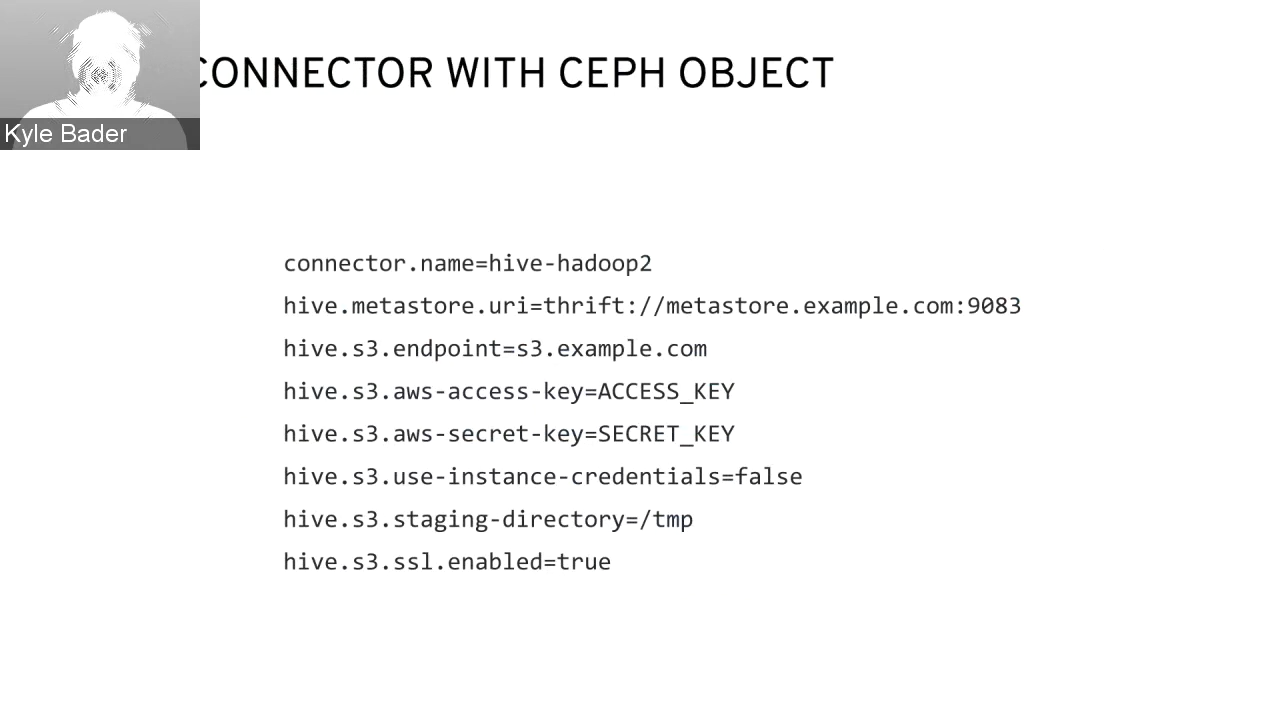 CONNECTOR WITH CEPH OBJECT
Kyle Bader
connector.name=hive-hadoop2
hive.metastore.uri=thrift://metastore.example.com:9083
hive.s3.endpoint=s3.example.com
hive.s3.aws-access-key=ACCESS_KEY
hive.s3.aws-secret-key=SECRET_KEY
hive.s3.use-instance-credentials=false
hive.s3.staging-directory=/tmp
hive.s3.ssl.enabled=true